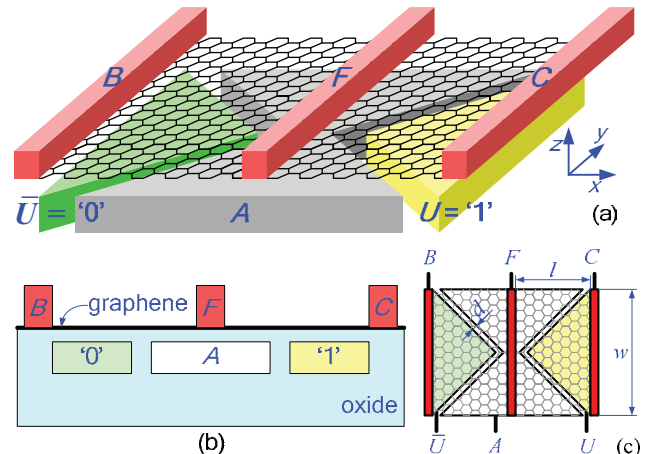 B
F
C
z
y
x
U̅ = '0'
A
U = '1'
(a)
B
graphene
F
C
'0'
A
'1'
oxide
(b)
B
F
C
l
d
w
U̅
A
U
(c)